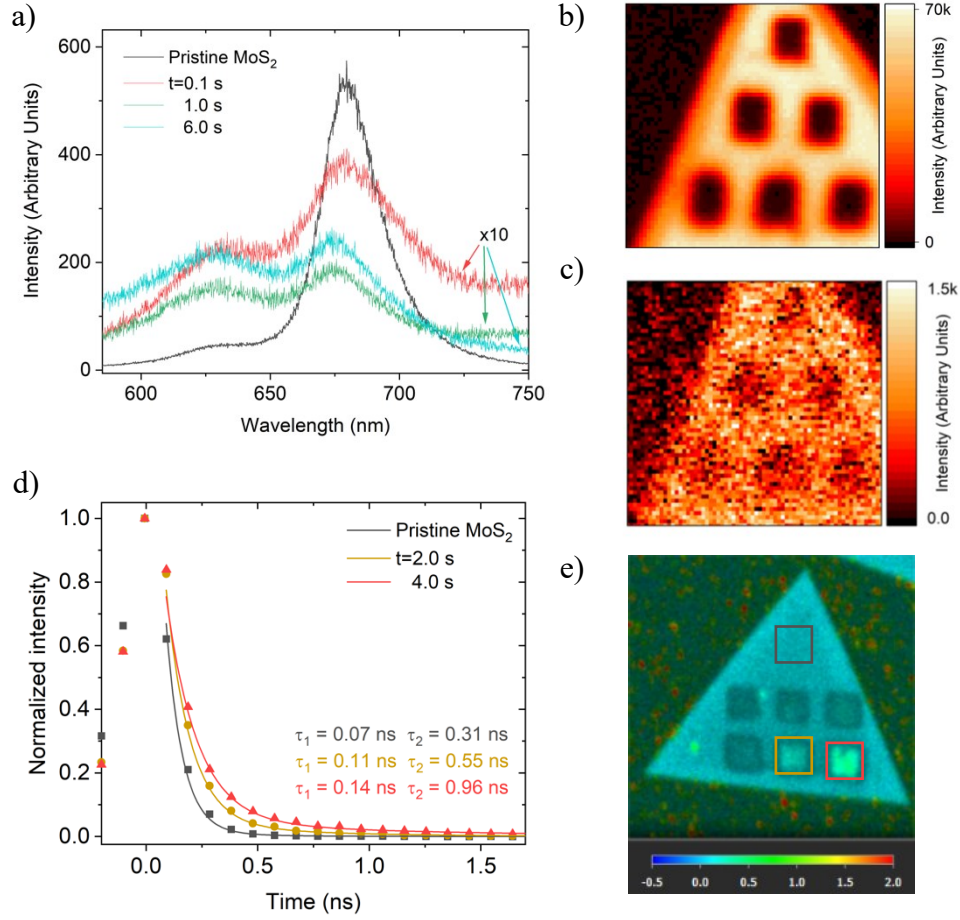 a)
600
400
200
0
Intensity (Arbitrary Units)
Pristine MoS₂
t=0.1 s
1.0 s
6.0 s
x10
600 650 700 750
Wavelength (nm)
b)
70k
0
Intensity (Arbitrary Units)
c)
1.5k
0.0
Intensity (Arbitrary Units)
d)
1.0
0.8
0.6
0.4
0.2
0.0
Normalized intensity
Pristine MoS₂
t=2.0 s
4.0 s
τ₁ = 0.07 ns τ₂ = 0.31 ns
τ₁ = 0.11 ns τ₂ = 0.55 ns
τ₁ = 0.14 ns τ₂ = 0.96 ns
0.0 0.5 1.0 1.5
Time (ns)
e)
-0.5 0.0 0.5 1.0 1.5 2.0